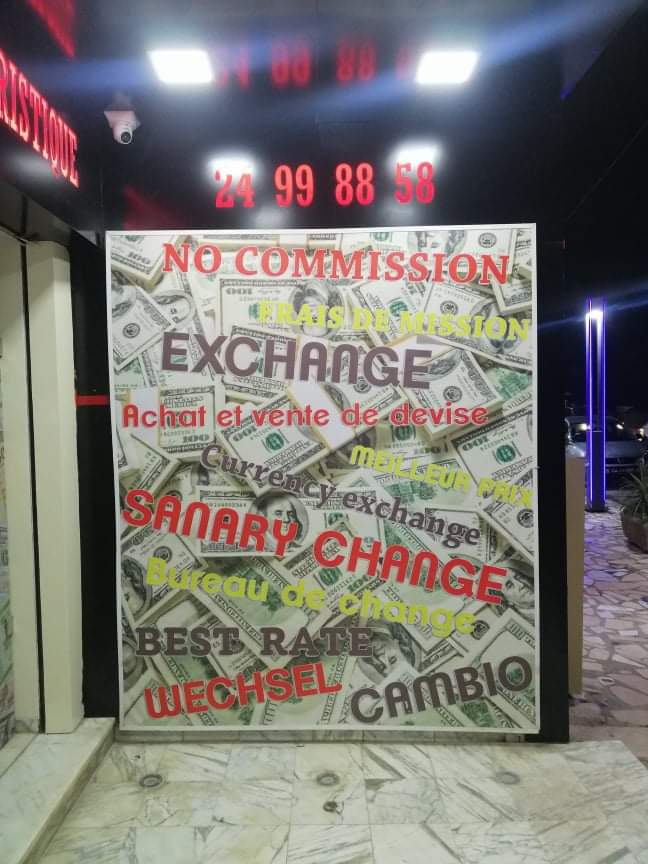 RISTIQUE
24 99 88 58
NO COMMISSION
FRAIS DE MISSION
EXCHANGE
Achat et vente de devise
MEILLEUR PRIX
Currency exchange
SANARY CHANGE
Bureau de change
BEST RATE
WECHSEL
CAMBIO